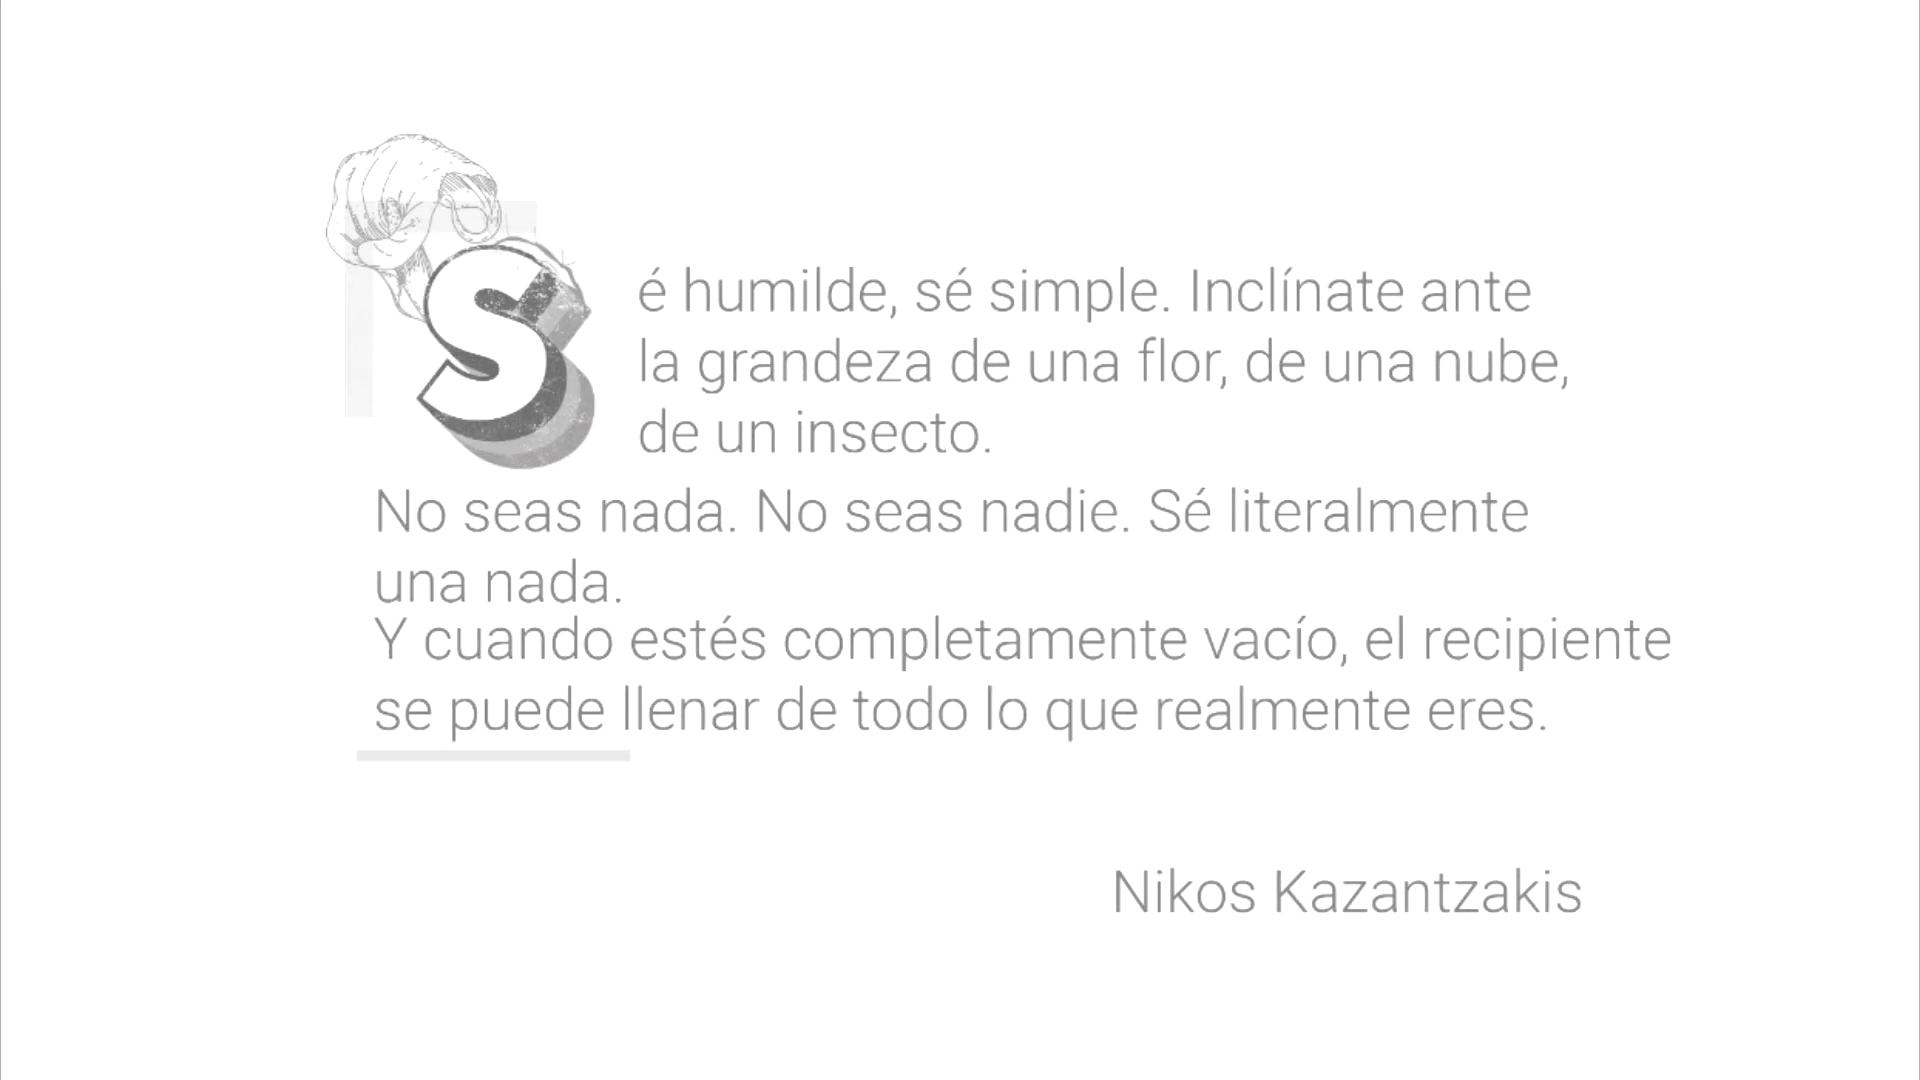 Sé humilde, sé simple. Inclínate ante
la grandeza de una flor, de una nube,
de un insecto.
No seas nada. No seas nadie. Sé literalmente
una nada.
Y cuando estés completamente vacío, el recipiente
se puede llenar de todo lo que realmente eres.
Nikos Kazantzakis